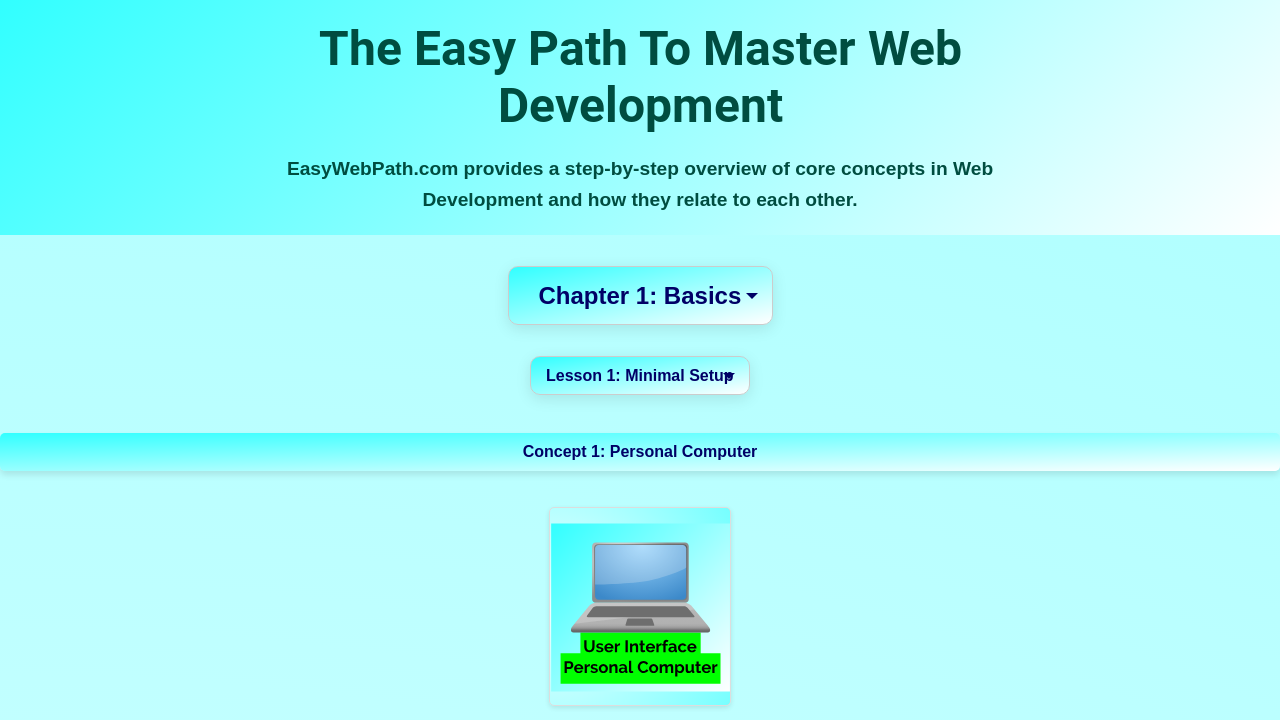 The Easy Path To Master Web
Development
EasyWebPath.com provides a step-by-step overview of core concepts in Web
Development and how they relate to each other.
Chapter 1: Basics
Lesson 1: Minimal Setup
Concept 1: Personal Computer
User Interface
Personal Computer